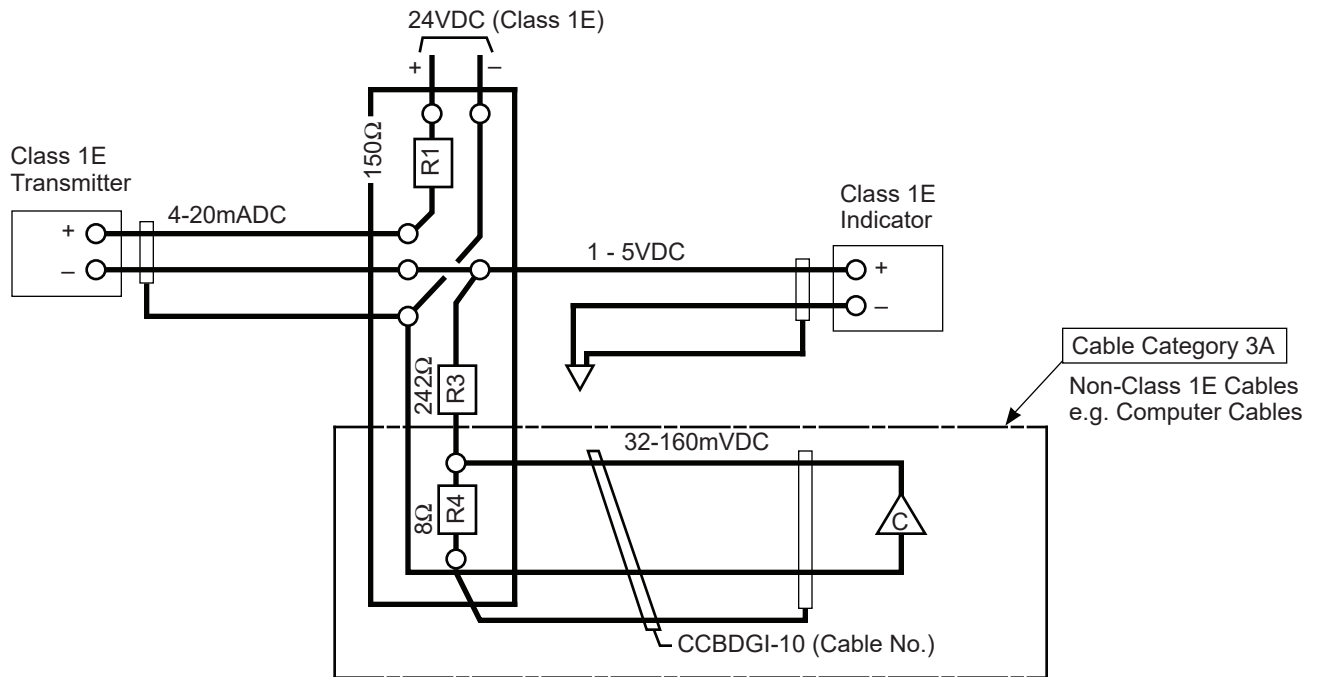 24VDC (Class 1E)
+
–
150Ω
R1
Class 1E
Transmitter
4-20mADC
+
–
Class 1E
Indicator
1 - 5VDC
+
–
Cable Category 3A
Non-Class 1E Cables
e.g. Computer Cables
242Ω
R3
32-160mVDC
8Ω
R4
C
CCBDGI-10 (Cable No.)